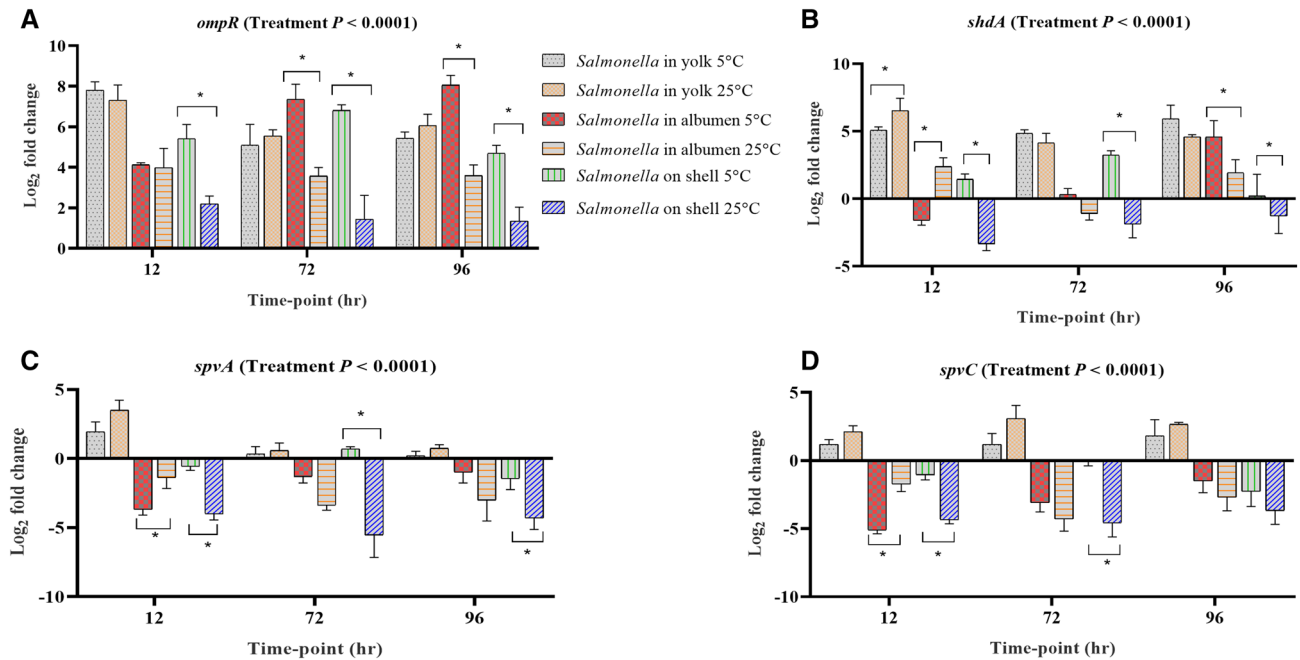 A
ompR (Treatment P < 0.0001)
10
8
6
4
2
0
Log2 fold change
12
72
96
Time-point (hr)
*
*
*
*
*
Salmonella in yolk 5°C
Salmonella in yolk 25°C
Salmonella in albumen 5°C
Salmonella in albumen 25°C
Salmonella on shell 5°C
Salmonella on shell 25°C
B
shdA (Treatment P < 0.0001)
10
5
0
-5
Log2 fold change
12
72
96
Time-point (hr)
*
*
*
*
*
*
C
spvA (Treatment P < 0.0001)
5
0
-5
-10
Log2 fold change
12
72
96
Time-point (hr)
*
*
*
*
D
spvC (Treatment P < 0.0001)
5
0
-5
-10
Log2 fold change
12
72
96
Time-point (hr)
*
*
*